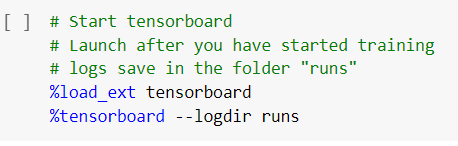 [ ] # Start tensorboard
# Launch after you have started training
# logs save in the folder "runs"
%load_ext tensorboard
%tensorboard --logdir runs